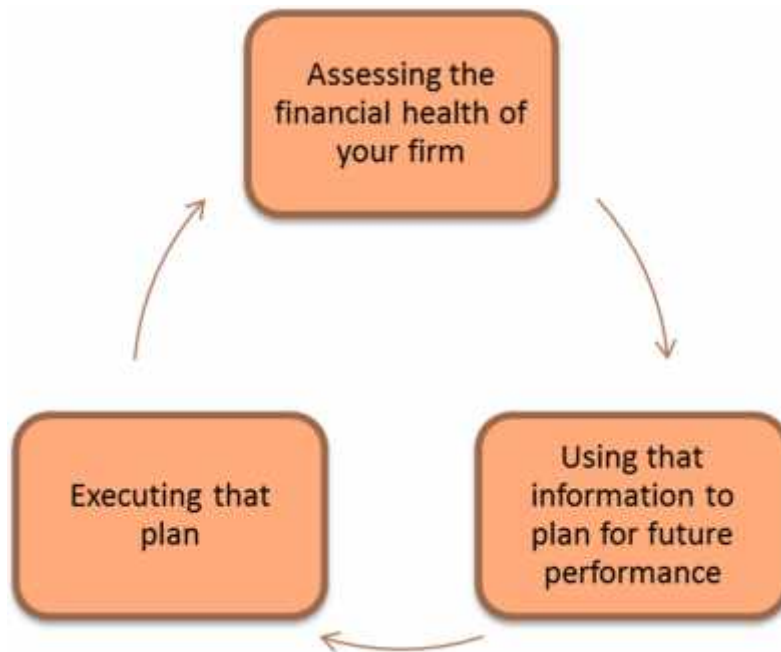 Assessing the
financial health of
your firm
Using that
information to
plan for future
performance
Executing that
plan